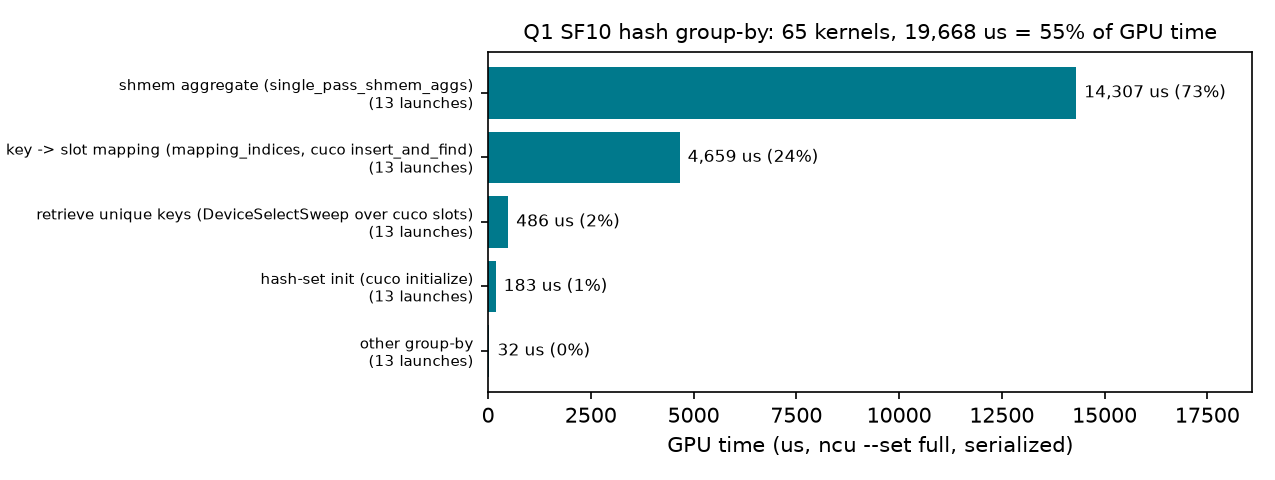 Q1 SF10 hash group-by: 65 kernels, 19,668 us = 55% of GPU time
shmem aggregate (single_pass_shmem_aggs)
(13 launches)
14,307 us (73%)
key -> slot mapping (mapping_indices, cuco insert_and_find)
(13 launches)
4,659 us (24%)
retrieve unique keys (DeviceSelectSweep over cuco slots)
(13 launches)
486 us (2%)
hash-set init (cuco initialize)
(13 launches)
183 us (1%)
other group-by
(13 launches)
32 us (0%)
0 2500 5000 7500 10000 12500 15000 17500
GPU time (us, ncu --set full, serialized)